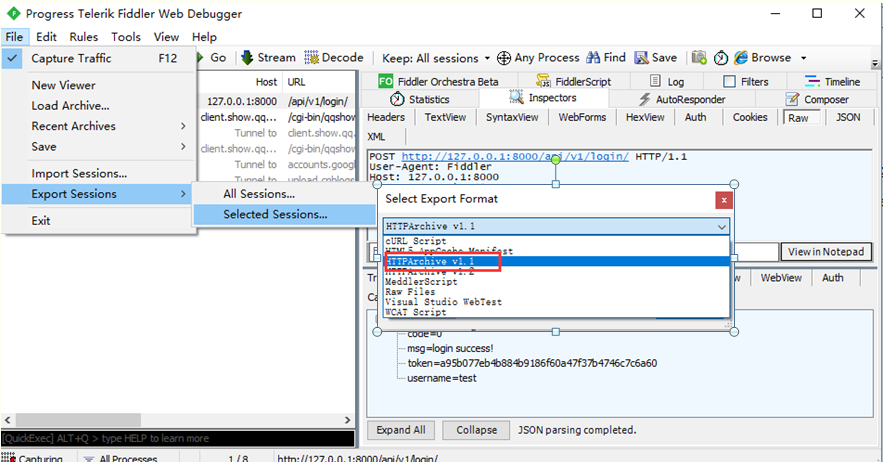 Progress Telerik Fiddler Web Debugger
File Edit Rules Tools View Help
Capture Traffic F12
New Viewer
Load Archive...
Recent Archives
Save
Import Sessions...
Export Sessions
Exit
All Sessions...
Selected Sessions...
Go Stream Decode Keep: All sessions Any Process Find Save Browse
Host URL
127.0.0.1:8000 /api/v1/login/
client.show.qq... /cgi-bin/qqshow
Tunnel to client.show.qq...
client.show.qq... /cgi-bin/qqshow
Tunnel to accounts.googl
Tunnel to upload.cnblogs
FiddlerOrchestra Beta FiddlerScript Log Filters Timeline
Statistics Inspectors AutoResponder Composer
Headers TextView SyntaxView WebForms HexView Auth Cookies Raw JSON
XML
POST http://127.0.0.1:8000/api/v1/login/ HTTP/1.1
User-Agent: Fiddler
Host: 127.0.0.1:8000
Select Export Format
x
HTTPArchive v1.1
cURL Script
HTML5 AppCache Manifest
HTTPArchive v1.1
HTTPArchive v1.2
MeddlerScript
Raw Files
Visual Studio WebTest
WCAT Script
View in Notepad
WebView Auth
code=0
msg=login success!
token=a95b077eb4b884b9186f60a47f37b4746c7c6a60
username=test
Expand All Collapse JSON parsing completed.
[QuickExec] ALT+Q > type HELP to learn more
Capturing All Processes 1 / 8 http://127.0.0.1:8000/api/v1/login/